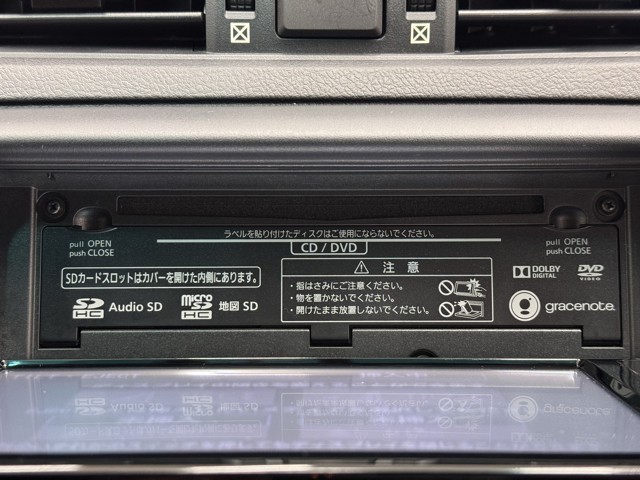 ラベルを貼り付けたディスクはご使用にならないでください。
CD / DVD
pull OPEN
push CLOSE
pull OPEN
push CLOSE
SDカードスロットはカバーを開けた内側にあります。
注 意
・指はさみにご注意ください。
・物を置かないでください。
・開けたまま放置しないでください。
DOLBY
DIGITAL
DVD
VIDEO
SD
HC
Audio SD
micro
SD
HC
地図 SD
gracenote